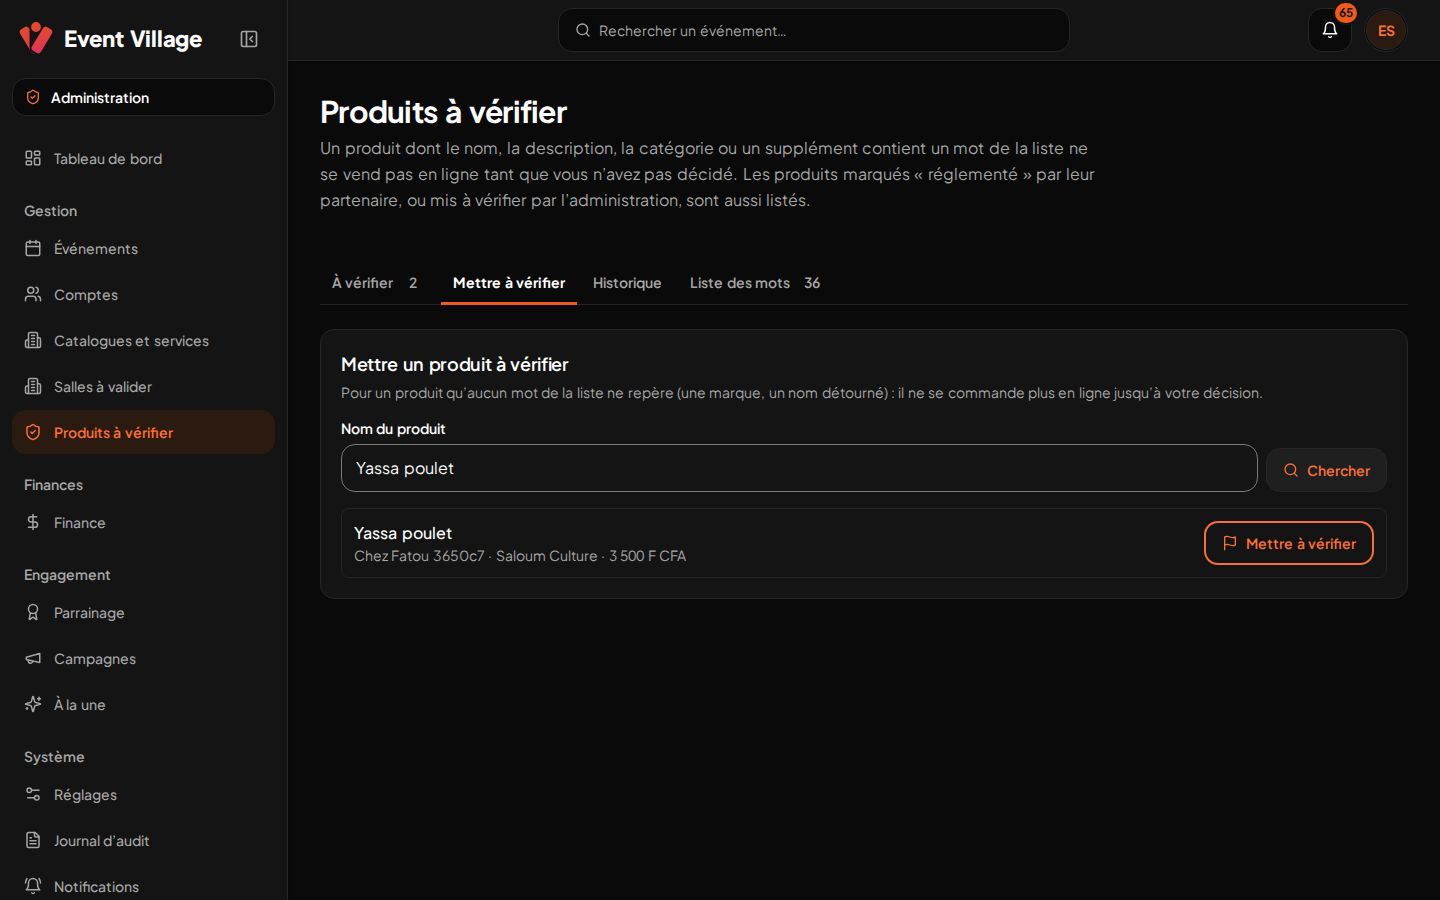 Event Village
Rechercher un événement...
65
ES
Administration
Tableau de bord
Gestion
Événements
Comptes
Catalogues et services
Salles à valider
Produits à vérifier
Finances
Finance
Engagement
Parrainage
Campagnes
À la une
Système
Réglages
Journal d’audit
Notifications
Produits à vérifier
Un produit dont le nom, la description, la catégorie ou un supplément contient un mot de la liste ne
se vend pas en ligne tant que vous n’avez pas décidé. Les produits marqués « réglementé » par leur
partenaire, ou mis à vérifier par l’administration, sont aussi listés.
À vérifier 2 Mettre à vérifier Historique Liste des mots 36
Mettre un produit à vérifier
Pour un produit qu’aucun mot de la liste ne repère (une marque, un nom détourné) : il ne se commande plus en ligne jusqu’à votre décision.
Nom du produit
Yassa poulet
Chercher
Yassa poulet
Chez Fatou 3650c7 · Saloum Culture · 3 500 F CFA
Mettre à vérifier